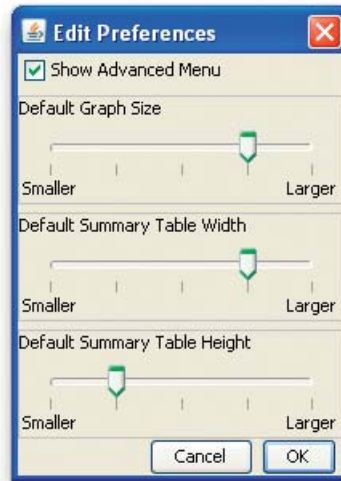 Edit Preferences
Show Advanced Menu
Default Graph Size
Smaller Larger
Default Summary Table Width
Smaller Larger
Default Summary Table Height
Smaller Larger
Cancel OK